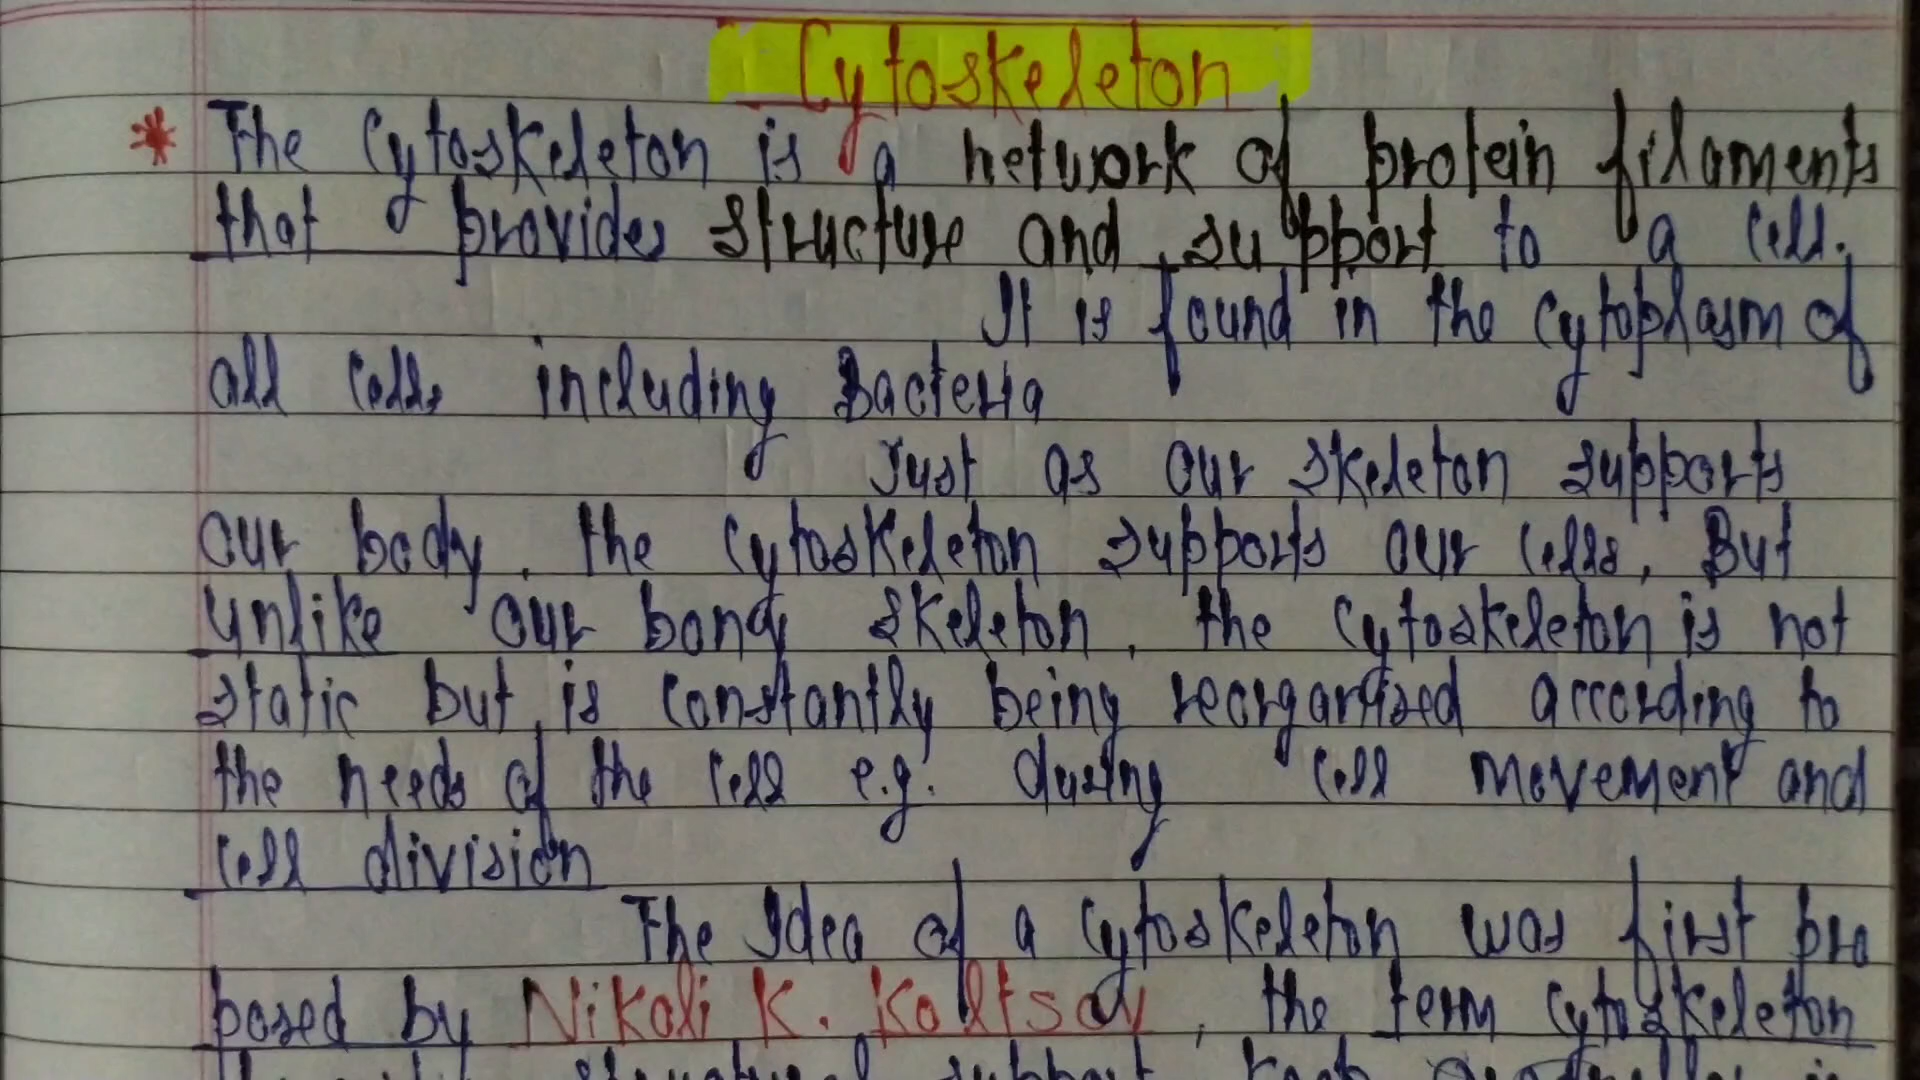 Cytoskeleton
* The Cytoskeleton is a network of protein filaments
that provides structure and support to a cell.
It is found in the cytoplasm of
all cells including Bacteria
Just as our skeleton supports
our body, the cytoskeleton supports our cells. But
unlike our bony skeleton, the cytoskeleton is not
static but is constantly being reorganised according to
the needs of the cell e.g. during cell movement and
cell division
The Idea of a cytoskeleton was first pro
posed by Nikoli K. Koltsov, the term cytoskeleton
structural support